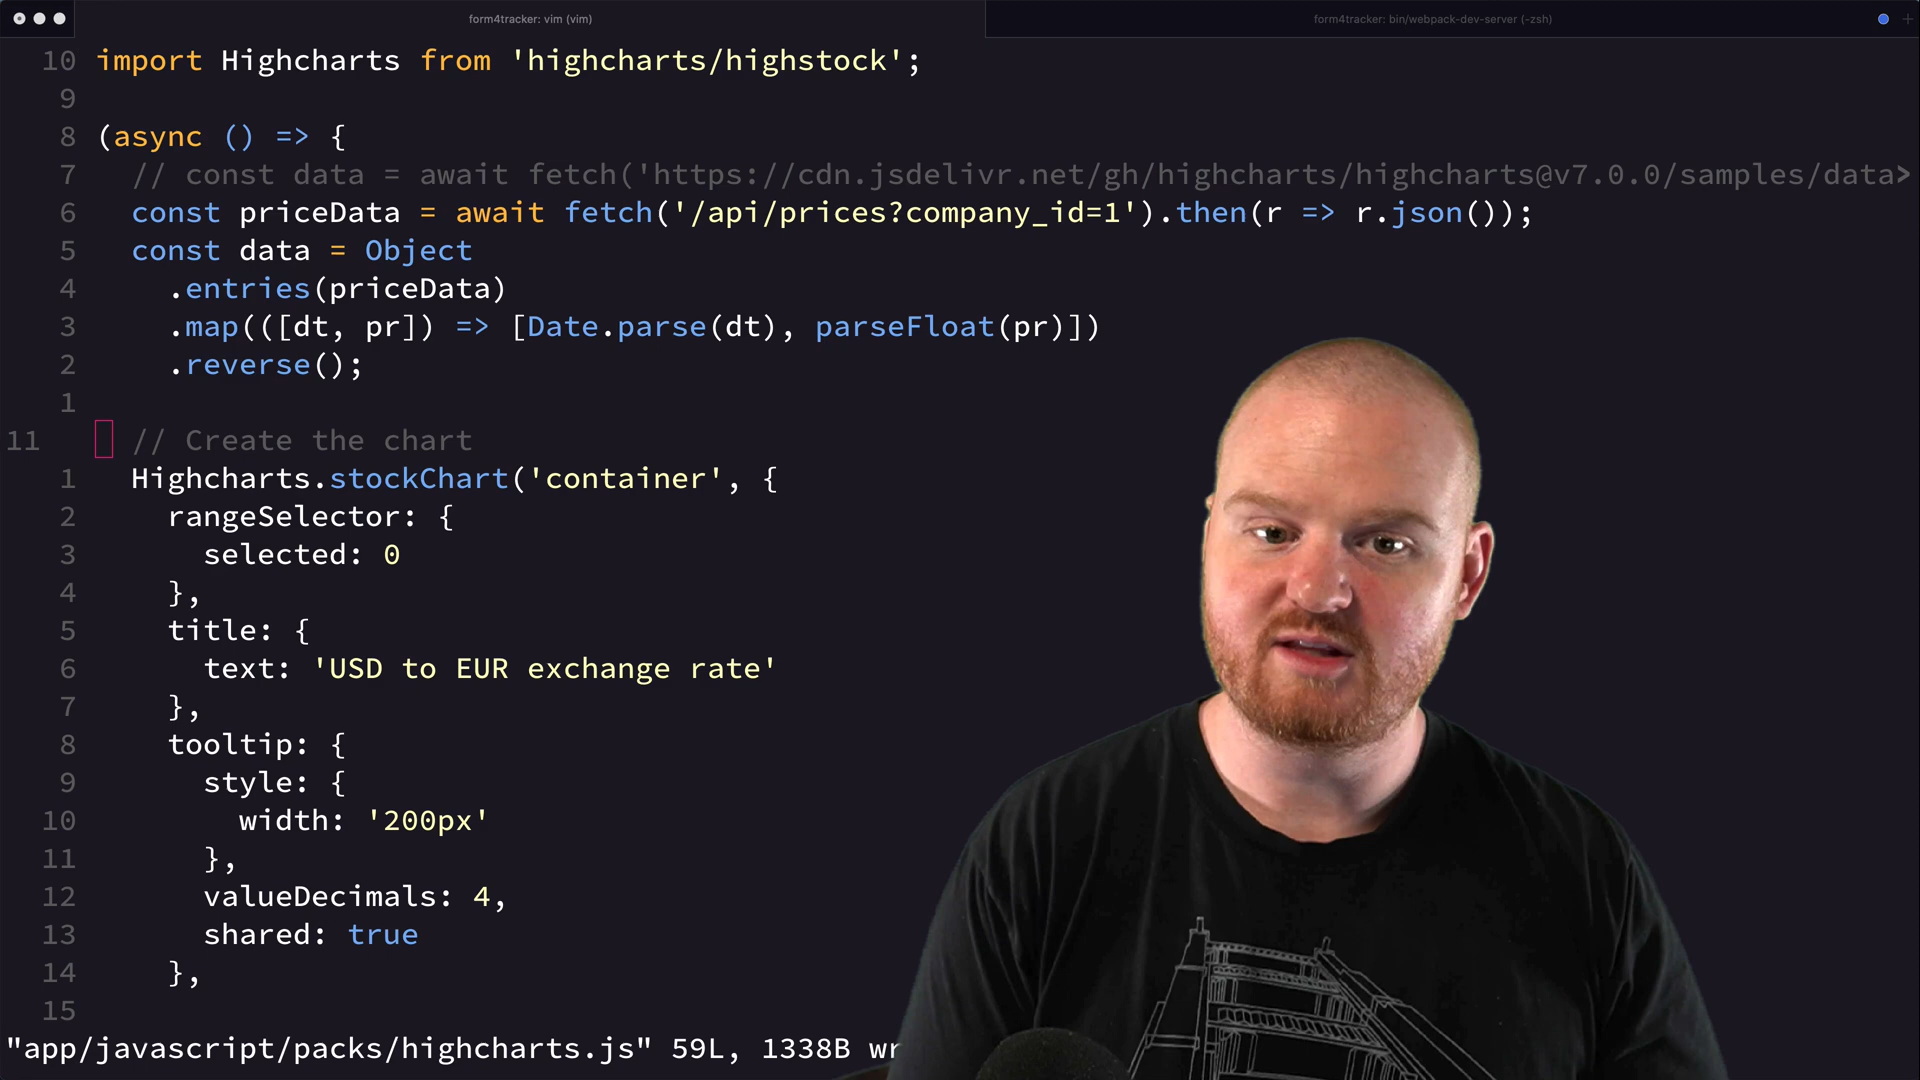 form4tracker: vim (vim)
form4tracker: bin/webpack-dev-server (-zsh)
10 import Highcharts from 'highcharts/highstock';
9
8 (async () => {
7 // const data = await fetch('https://cdn.jsdelivr.net/gh/highcharts/highcharts@v7.0.0/samples/data>
6 const priceData = await fetch('/api/prices?company_id=1').then(r => r.json());
5 const data = Object
4 .entries(priceData)
3 .map(([dt, pr]) => [Date.parse(dt), parseFloat(pr)])
2 .reverse();
1
11 // Create the chart
1 Highcharts.stockChart('container', {
2 rangeSelector: {
3 selected: 0
4 },
5 title: {
6 text: 'USD to EUR exchange rate'
7 },
8 tooltip: {
9 style: {
10 width: '200px'
11 },
12 valueDecimals: 4,
13 shared: true
14 },
15
"app/javascript/packs/highcharts.js" 59L, 1338B wr